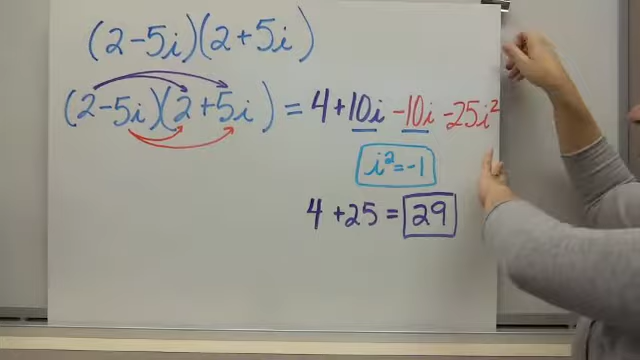 (2-5i)(2+5i)
(2-5i)(2+5i) = 4+10i -10i -25i²
i²=-1
4 +25 = 29